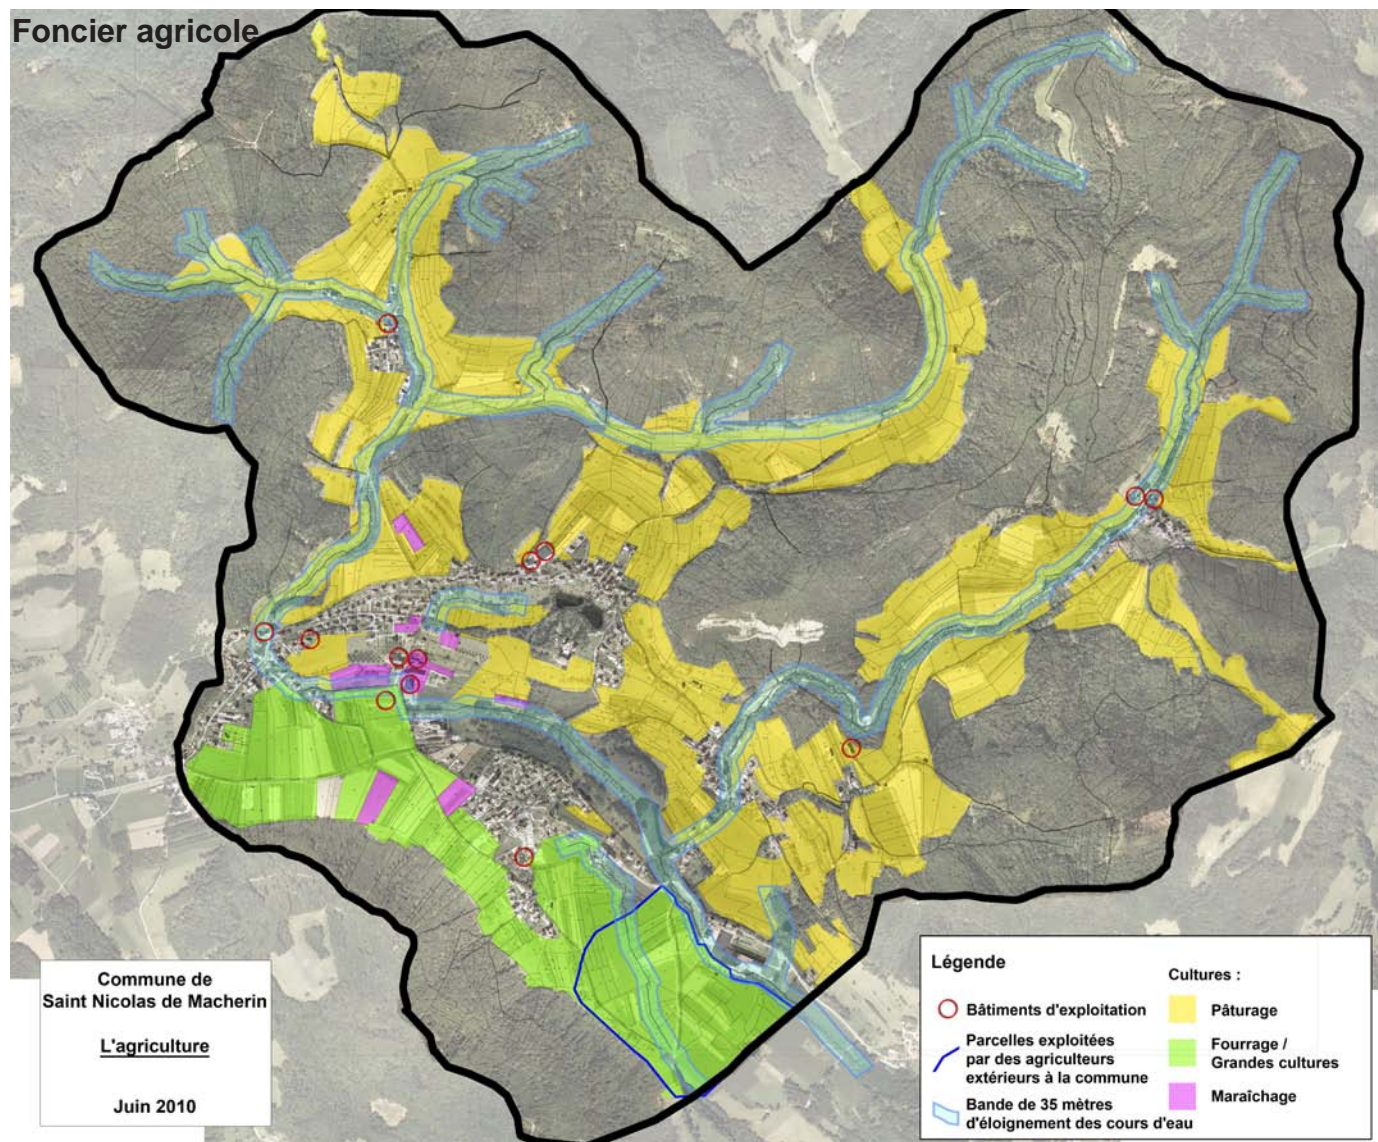 Foncier agricole
Commune de
Saint Nicolas de Macherin
L'agriculture
Juin 2010
Légende
Bâtiments d'exploitation
Parcelles exploitées
par des agriculteurs
extérieurs à la commune
Bande de 35 mètres
d'éloignement des cours d'eau
Cultures :
Pâturage
Fourrage /
Grandes cultures
Maraîchage